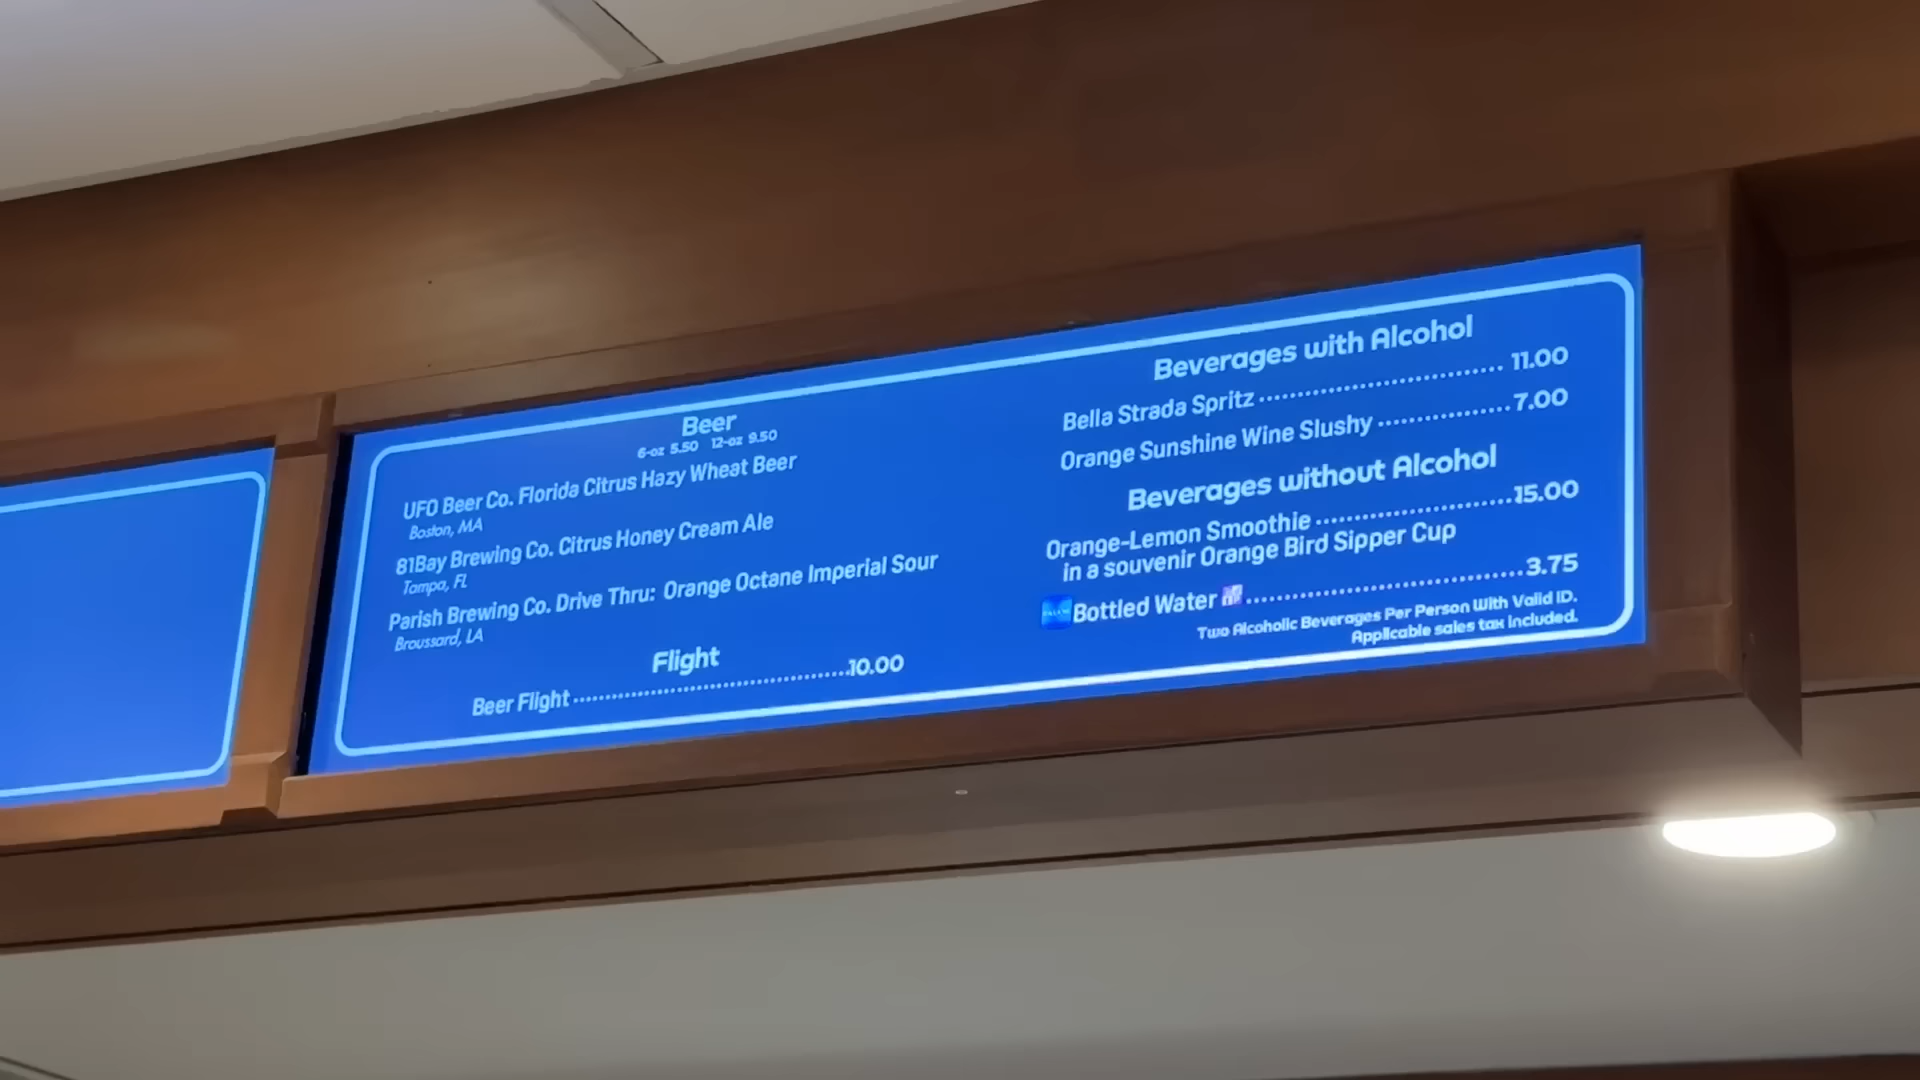 Beer
6-oz 5.50 12-oz 9.50
UFO Beer Co. Florida Citrus Hazy Wheat Beer
Boston, MA
81Bay Brewing Co. Citrus Honey Cream Ale
Tampa, FL
Parish Brewing Co. Drive Thru: Orange Octane Imperial Sour
Broussard, LA
Flight
Beer Flight 10.00
Beverages with Alcohol
Bella Strada Spritz 11.00
Orange Sunshine Wine Slushy 7.00
Beverages without Alcohol
Orange-Lemon Smoothie 15.00
in a souvenir Orange Bird Sipper Cup
Bottled Water 3.75
Two Alcoholic Beverages Per Person With Valid ID.
Applicable sales tax included.